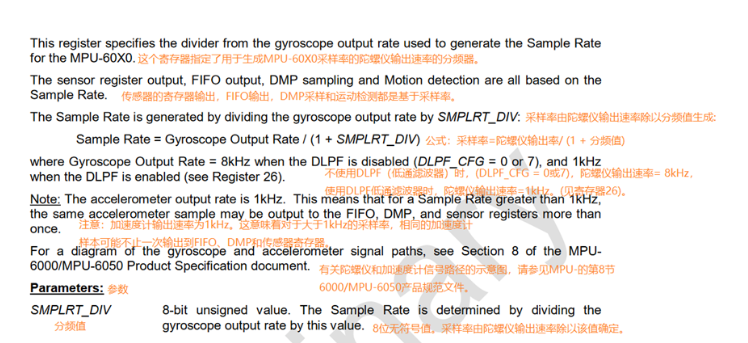 This register specifies the divider from the gyroscope output rate used to generate the Sample Rate
for the MPU-60X0. 这个寄存器指定了用于生成MPU-60X0采样率的陀螺仪输出速率的分频器。
The sensor register output, FIFO output, DMP sampling and Motion detection are all based on the
Sample Rate. 传感器的寄存器输出，FIFO输出，DMP采样和运动检测都是基于采样率。
The Sample Rate is generated by dividing the gyroscope output rate by SMPLRT_DIV: 采样率由陀螺仪输出速率除以分频值生成:
Sample Rate = Gyroscope Output Rate / (1 + SMPLRT_DIV) 公式：采样率=陀螺仪输出率/ (1 + 分频值)
where Gyroscope Output Rate = 8kHz when the DLPF is disabled (DLPF_CFG = 0 or 7), and 1kHz
when the DLPF is enabled (see Register 26). 不使用DLPF（低通滤波器）时，(DLPF_CFG = 0或7)，陀螺仪输出速率= 8kHz，
使用DLPF低通滤波器时，陀螺仪输出速率=1kHz。(见寄存器26)。
Note: The accelerometer output rate is 1kHz. This means that for a Sample Rate greater than 1kHz,
the same accelerometer sample may be output to the FIFO, DMP, and sensor registers more than
once. 注意：加速度计输出速率为1kHz。这意味着对于大于1kHz的采样率，相同的加速度计
样本可能不止一次输出到FIFO、DMP和传感器寄存器。
For a diagram of the gyroscope and accelerometer signal paths, see Section 8 of the MPU-
6000/MPU-6050 Product Specification document. 有关陀螺仪和加速度计信号路径的示意图，请参见MPU-的第8节
6000/MPU-6050产品规范文件。
Parameters: 参数
SMPLRT_DIV 8-bit unsigned value. The Sample Rate is determined by dividing the
分频值 gyroscope output rate by this value. 8位无符号值，采样率由陀螺仪输出速率除以该值确定。
inary